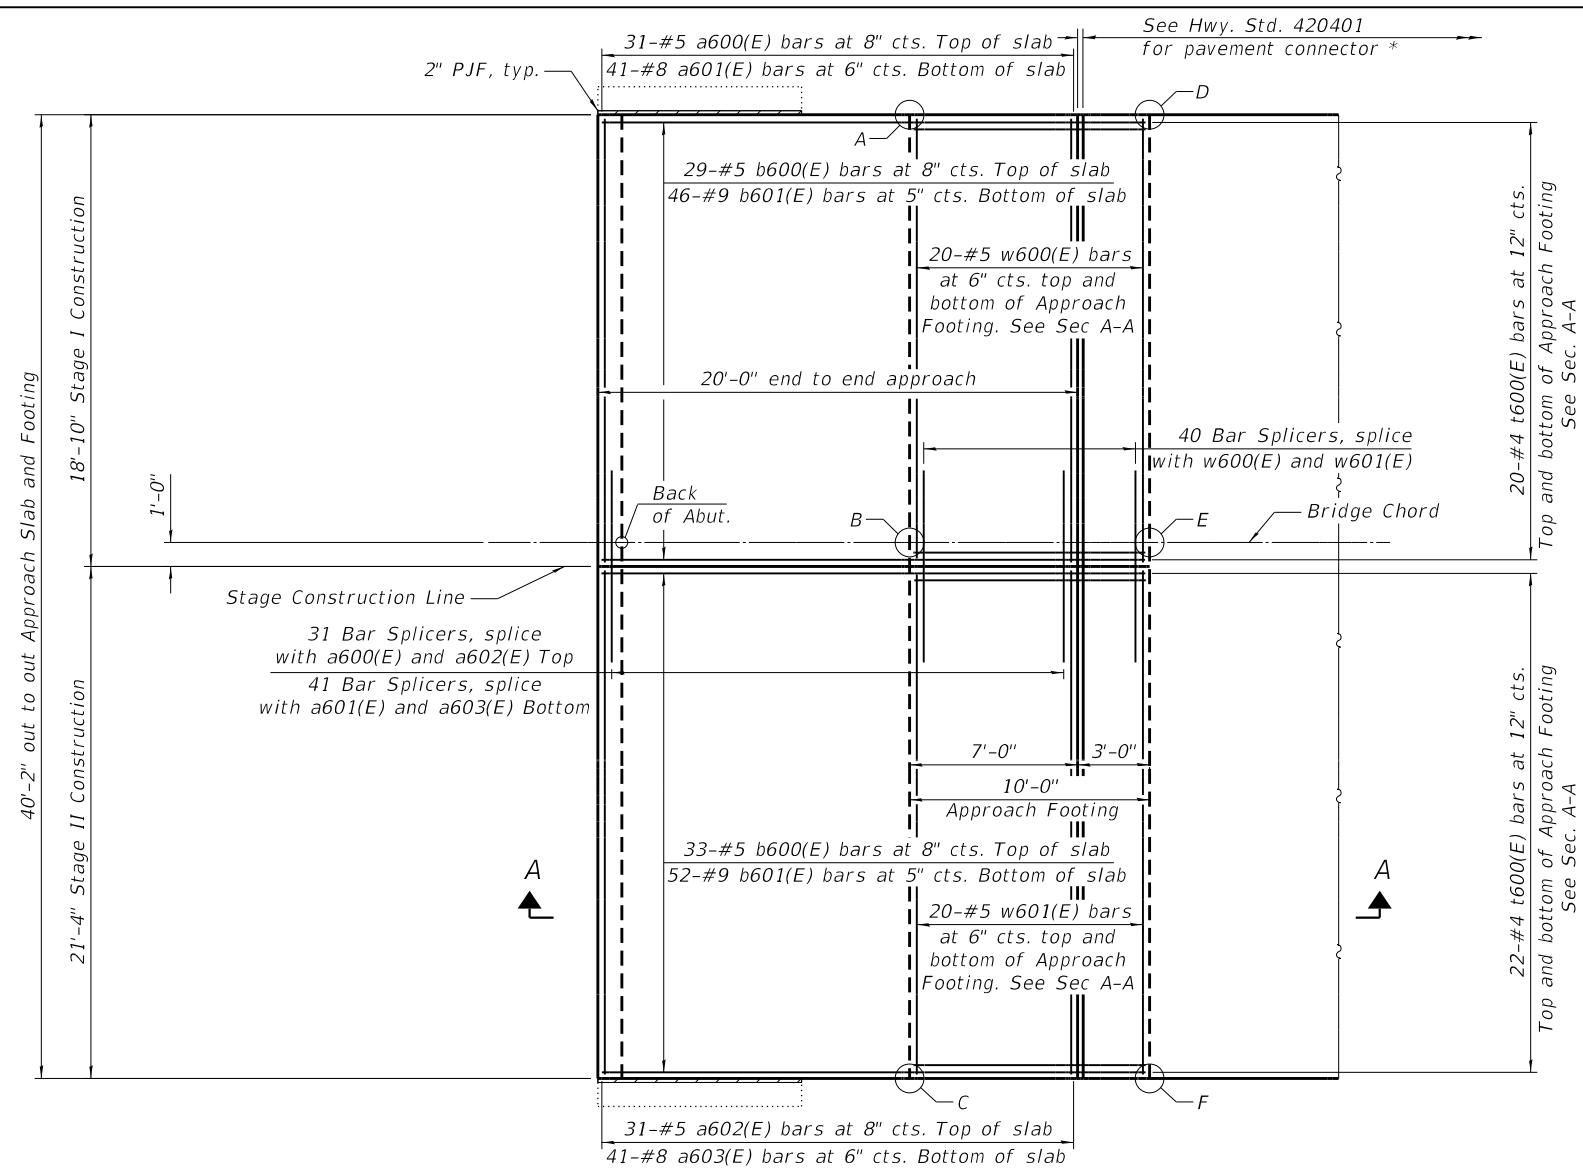 31-#5 a600(E) bars at 8" cts. Top of slab
41-#8 a601(E) bars at 6" cts. Bottom of slab
See Hwy. Std. 420401
for pavement connector *
2" PJF, typ.
D
A
29-#5 b600(E) bars at 8" cts. Top of slab
46-#9 b601(E) bars at 5" cts. Bottom of slab
20-#5 w600(E) bars
at 6" cts. top and
bottom of Approach
Footing. See Sec A-A
20'-0" end to end approach
40 Bar Splicers, splice
with w600(E) and w601(E)
Back
of Abut.
B
E
Bridge Chord
1'-0"
Stage Construction Line
31 Bar Splicers, splice
with a600(E) and a602(E) Top
41 Bar Splicers, splice
with a601(E) and a603(E) Bottom
40'-2" out to out Approach Slab and Footing
18'-10" Stage I Construction
21'-4" Stage II Construction
20-#4 t600(E) bars at 12" cts.
Top and bottom of Approach Footing
See Sec. A-A
22-#4 t600(E) bars at 12" cts.
Top and bottom of Approach Footing
See Sec. A-A
7'-0"
3'-0"
10'-0"
Approach Footing
33-#5 b600(E) bars at 8" cts. Top of slab
52-#9 b601(E) bars at 5" cts. Bottom of slab
A
A
20-#5 w601(E) bars
at 6" cts. top and
bottom of Approach
Footing. See Sec A-A
C
F
31-#5 a602(E) bars at 8" cts. Top of slab
41-#8 a603(E) bars at 6" cts. Bottom of slab